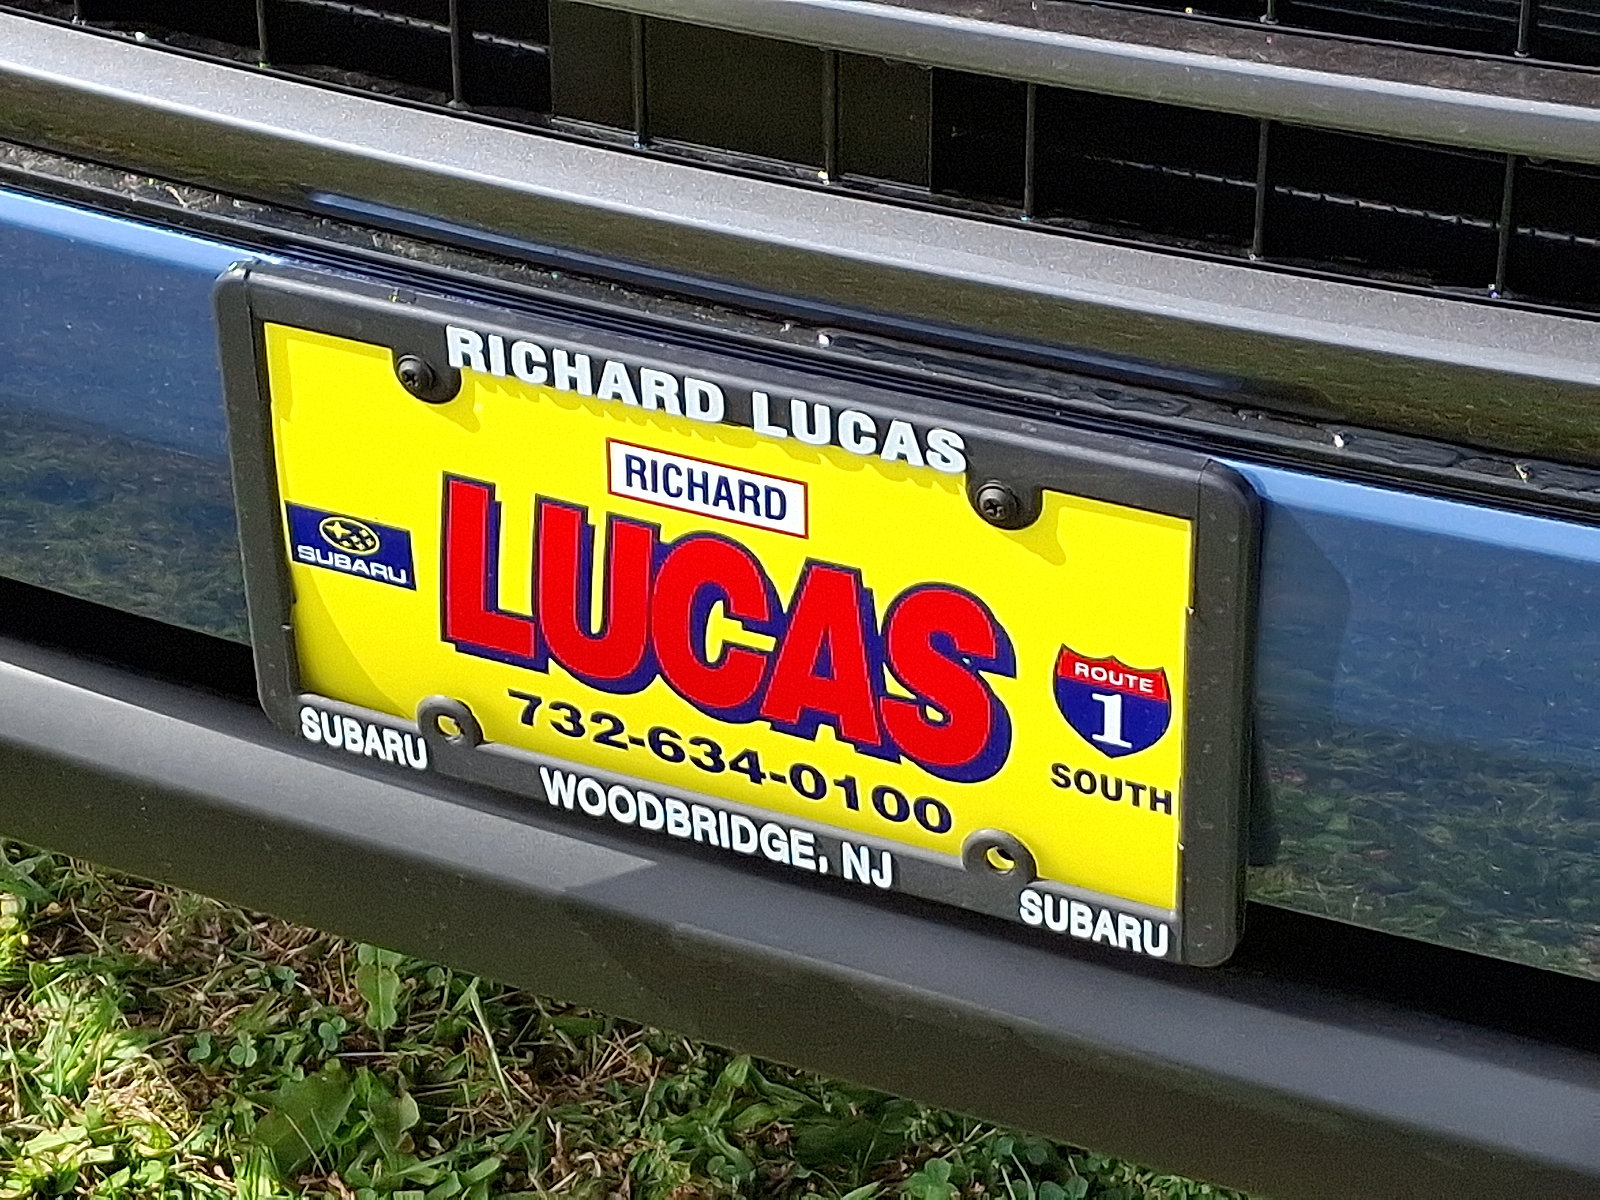 RICHARD LUCAS
RICHARD
LUCAS
SUBARU
732-634-0100
ROUTE
1
SOUTH
SUBARU
WOODBRIDGE, NJ
SUBARU